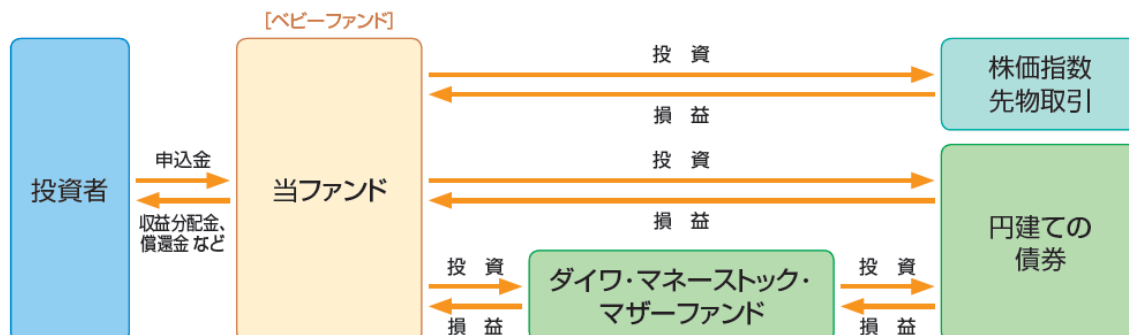 [ベビーファンド]
投資者
申込金
収益分配金、
償還金 など
当ファンド
投 資
損 益
株価指数
先物取引
投 資
損 益
円建ての
債券
投 資
損 益
ダイワ・マネーストック・
マザーファンド
投 資
損 益